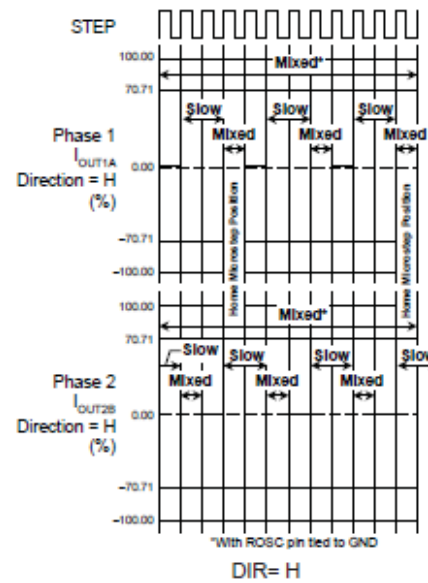 STEP
100.00
70.71
Mixed*
Slow
Slow
Slow
Mixed
Mixed
Mixed
Phase 1
IOUT1A
Direction = H
(%)
0.00
Home Microstep Position
Home Microstep Position
–70.71
–100.00
100.00
70.71
Mixed*
Slow
Slow
Slow
Slow
Mixed
Mixed
Mixed
Phase 2
IOUT2B
Direction = H
(%)
0.00
–70.71
–100.00
*With ROSC pin tied to GND
DIR= H